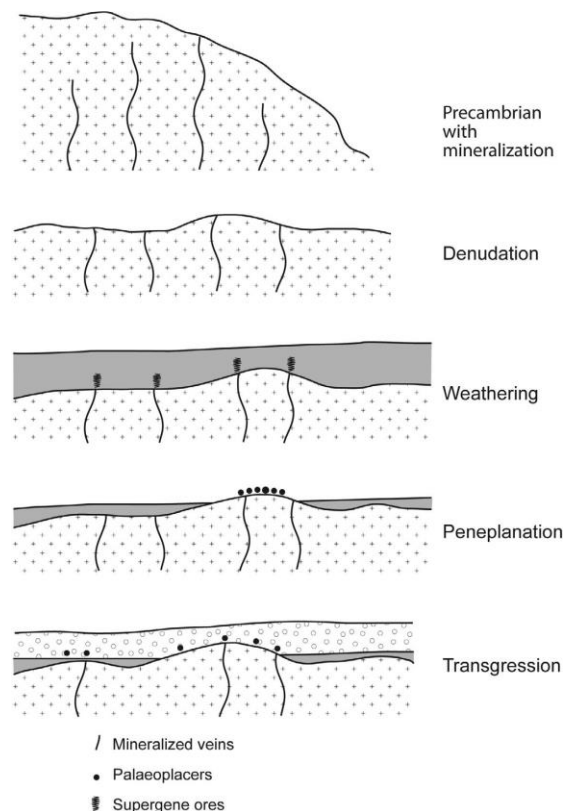 Precambrian
with
mineralization
Denudation
Weathering
Peneplanation
Transgression
Mineralized veins
Palaeoplacers
Supergene ores